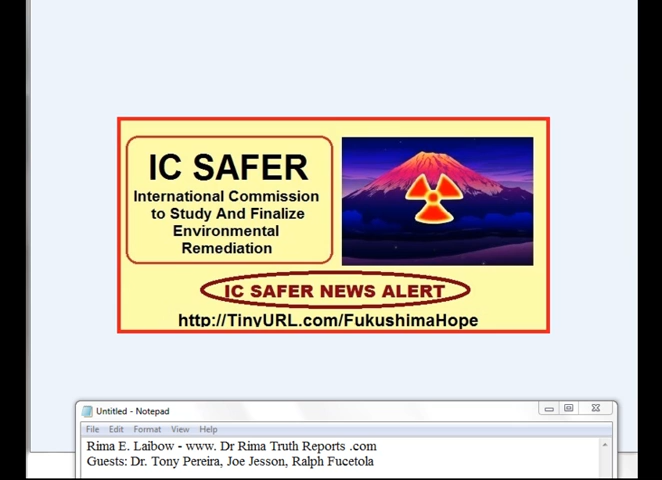 IC SAFER
International Commission
to Study And Finalize
Environmental
Remediation
IC SAFER NEWS ALERT
http://TinyURL.com/FukushimaHope
Untitled - Notepad
File Edit Format View Help
Rima E. Laibow - www. Dr Rima Truth Reports .com
Guests: Dr. Tony Pereira, Joe Jesson, Ralph Fucetola